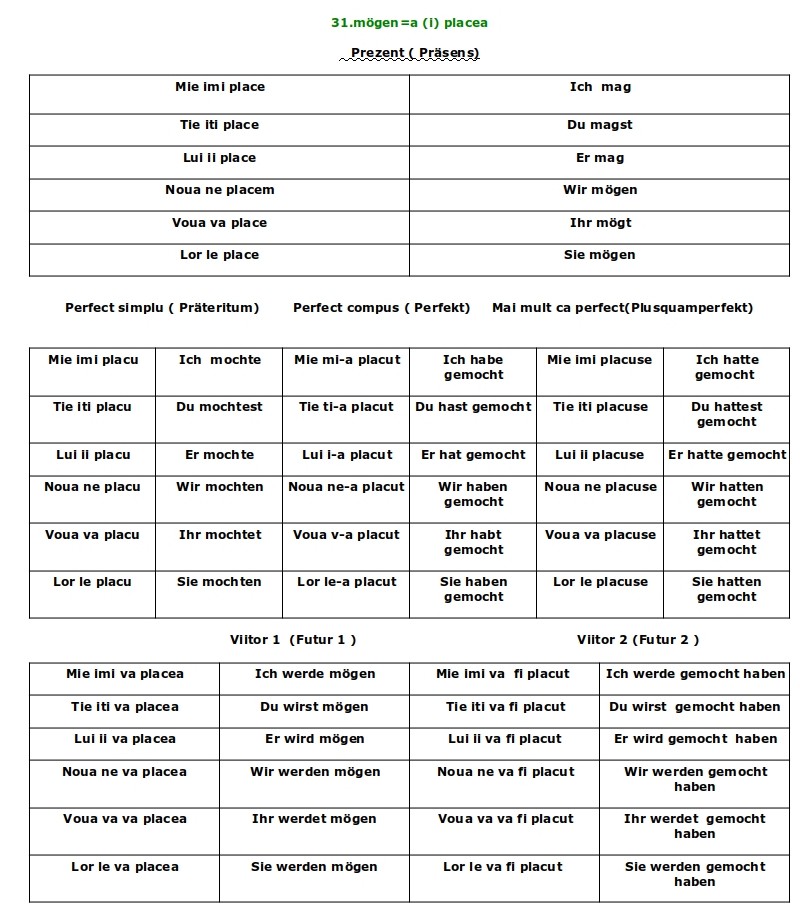 31.mögen=a (i) placea
Prezent ( Präsens)
Mie imi place Ich mag
Tie iti place Du magst
Lui ii place Er mag
Noua ne placem Wir mögen
Voua va place Ihr mögt
Lor le place Sie mögen
Perfect simplu ( Präteritum) Perfect compus ( Perfekt) Mai mult ca perfect(Plusquamperfekt)
Mie imi placu Ich mochte Mie mi-a placut Ich habe gemocht Mie imi placuse Ich hatte gemocht
Tie iti placu Du mochtest Tie ti-a placut Du hast gemocht Tie iti placuse Du hattest gemocht
Lui ii placu Er mochte Lui i-a placut Er hat gemocht Lui ii placuse Er hatte gemocht
Noua ne placu Wir mochten Noua ne-a placut Wir haben gemocht Noua ne placuse Wir hatten gemocht
Voua va placu Ihr mochtet Voua v-a placut Ihr habt gemocht Voua va placuse Ihr hattet gemocht
Lor le placu Sie mochten Lor le-a placut Sie haben gemocht Lor le placuse Sie hatten gemocht
Viitor 1 (Futur 1 ) Viitor 2 (Futur 2 )
Mie imi va placea Ich werde mögen Mie imi va fi placut Ich werde gemocht haben
Tie iti va placea Du wirst mögen Tie iti va fi placut Du wirst gemocht haben
Lui ii va placea Er wird mögen Lui ii va fi placut Er wird gemocht haben
Noua ne va placea Wir werden mögen Noua ne va fi placut Wir werden gemocht haben
Voua va va placea Ihr werdet mögen Voua va va fi placut Ihr werdet gemocht haben
Lor le va placea Sie werden mögen Lor le va fi placut Sie werden gemocht haben